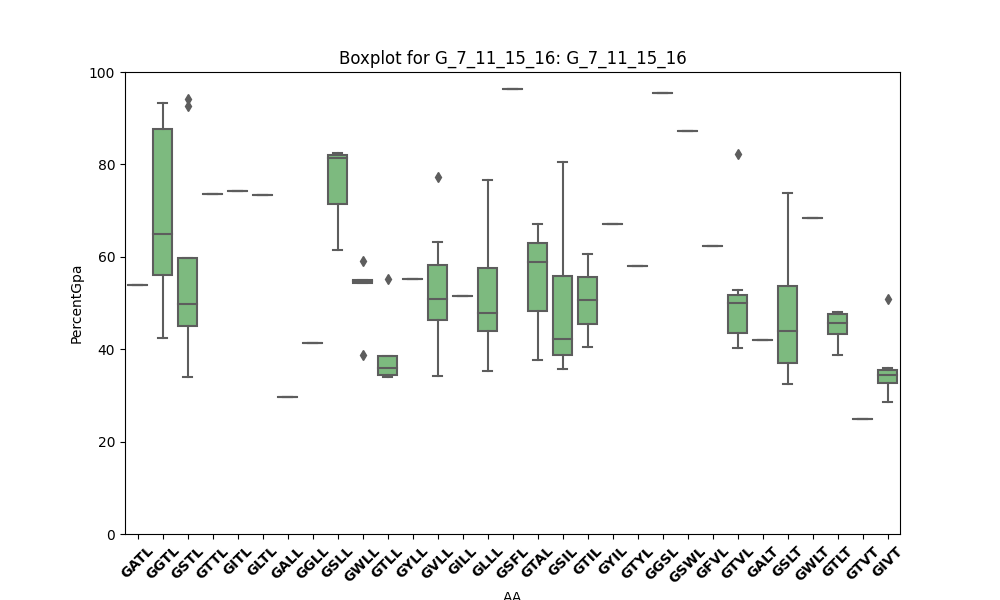 Boxplot for G_7_11_15_16: G_7_11_15_16
100
80
60
40
20
0
PercentGpa
GATL GGTL GSTL GTTL GITL GLTL GALL GGLL GSLL GWLL GTLL GYLL GVLL GILL GLLL GSFL GTAL GSIL GTIL GYIL GTYL GGSL GSWL GFVL GTVL GALT GSLT GWLT GTLT GTVT GIVT
AA